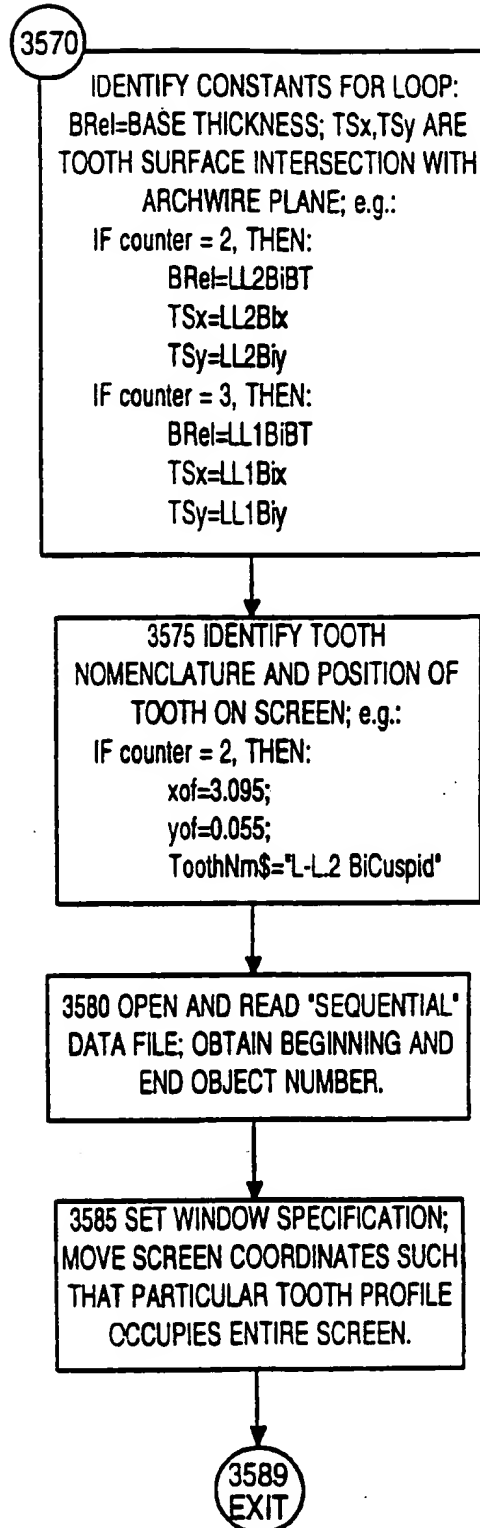 3570
IDENTIFY CONSTANTS FOR LOOP:
BRel=BASE THICKNESS; TSx,TSy ARE
TOOTH SURFACE INTERSECTION WITH
ARCHWIRE PLANE; e.g.:
IF counter = 2, THEN:
BRel=LL2BiBT
TSx=LL2BIx
TSy=LL2Biy
IF counter = 3, THEN:
BRel=LL1BiBT
TSx=LL1Bix
TSy=LL1Biy
3575 IDENTIFY TOOTH
NOMENCLATURE AND POSITION OF
TOOTH ON SCREEN; e.g.:
IF counter = 2, THEN:
xof=3.095;
yof=0.055;
ToothNm$="L-L.2 BiCuspid"
3580 OPEN AND READ "SEQUENTIAL"
DATA FILE; OBTAIN BEGINNING AND
END OBJECT NUMBER.
3585 SET WINDOW SPECIFICATION;
MOVE SCREEN COORDINATES SUCH
THAT PARTICULAR TOOTH PROFILE
OCCUPIES ENTIRE SCREEN.
3589
EXIT